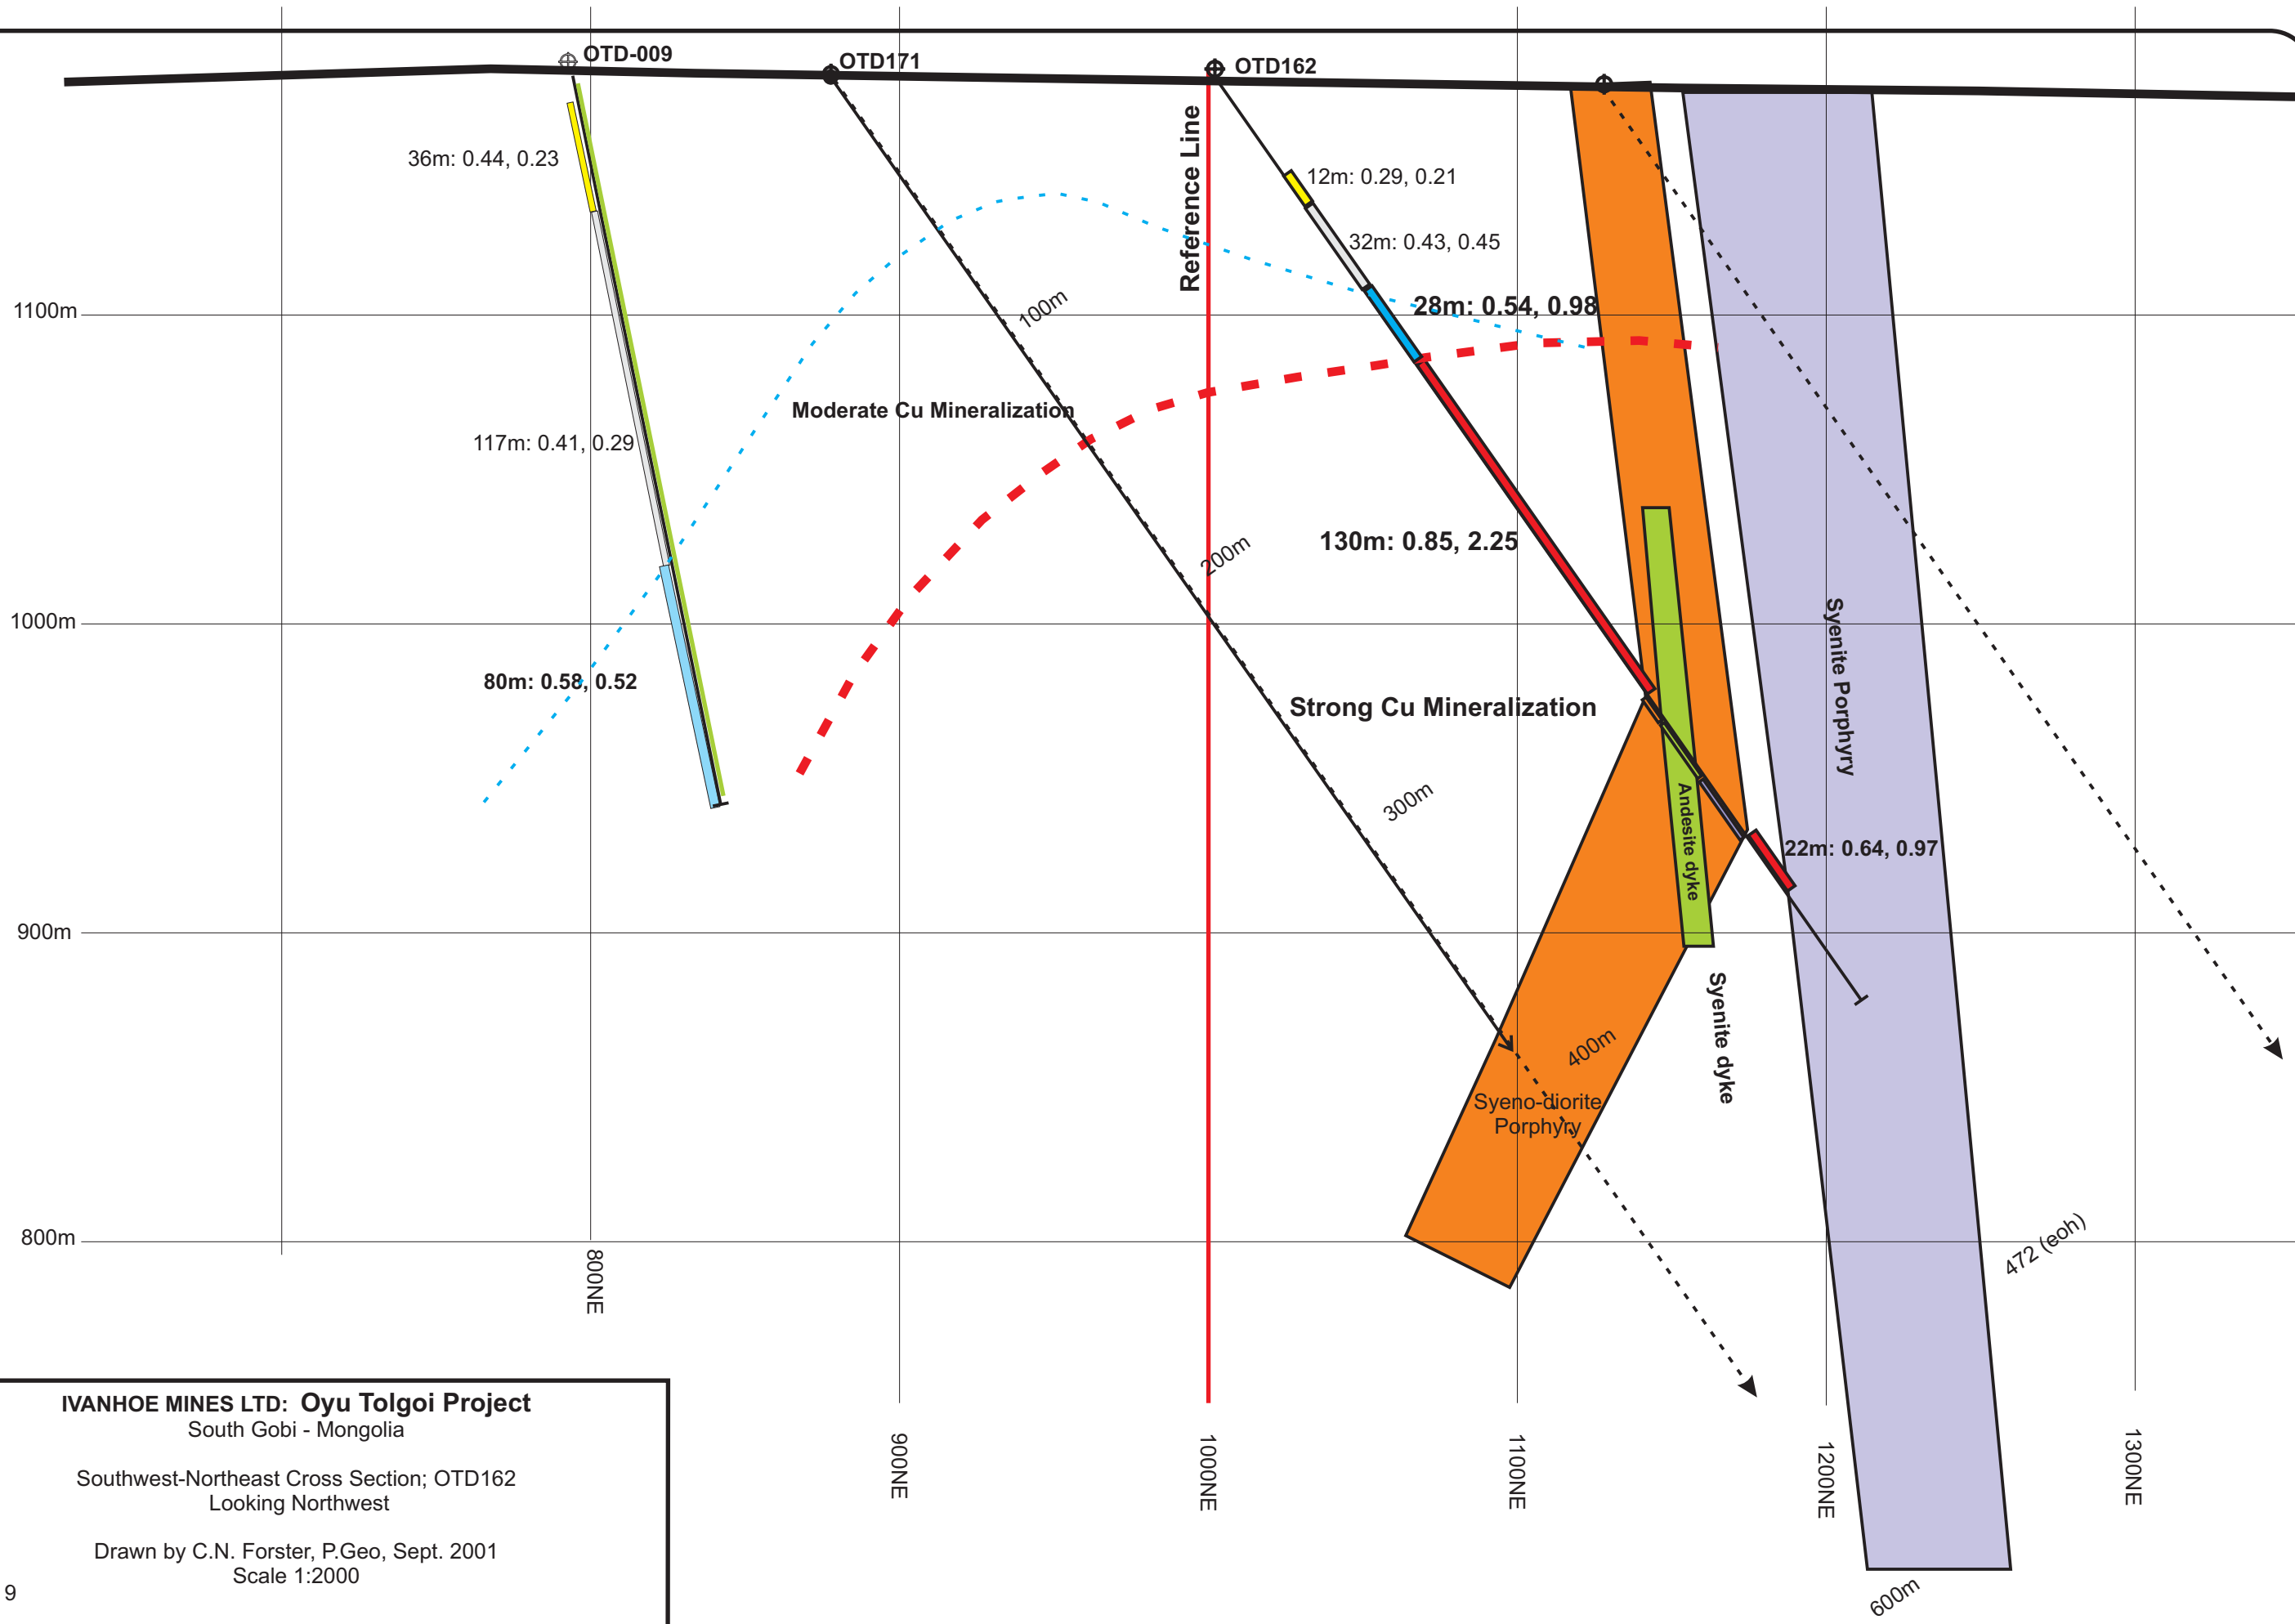 OTD-009
OTD171
OTD162
36m: 0.44, 0.23
Reference Line
12m: 0.29, 0.21
32m: 0.43, 0.45
28m: 0.54, 0.98
1100m
100m
Moderate Cu Mineralization
117m: 0.41, 0.29
130m: 0.85, 2.25
200m
1000m
80m: 0.58, 0.52
Strong Cu Mineralization
Syenite Porphyry
300m
Andesite dyke
22m: 0.64, 0.97
900m
Syenite dyke
400m
Syeno-diorite
Porphyry
800m
472 (eoh)
800NE
900NE
1000NE
1100NE
1200NE
1300NE
600m
IVANHOE MINES LTD: Oyu Tolgoi Project
South Gobi - Mongolia
Southwest-Northeast Cross Section; OTD162
Looking Northwest
Drawn by C.N. Forster, P.Geo, Sept. 2001
Scale 1:2000
9